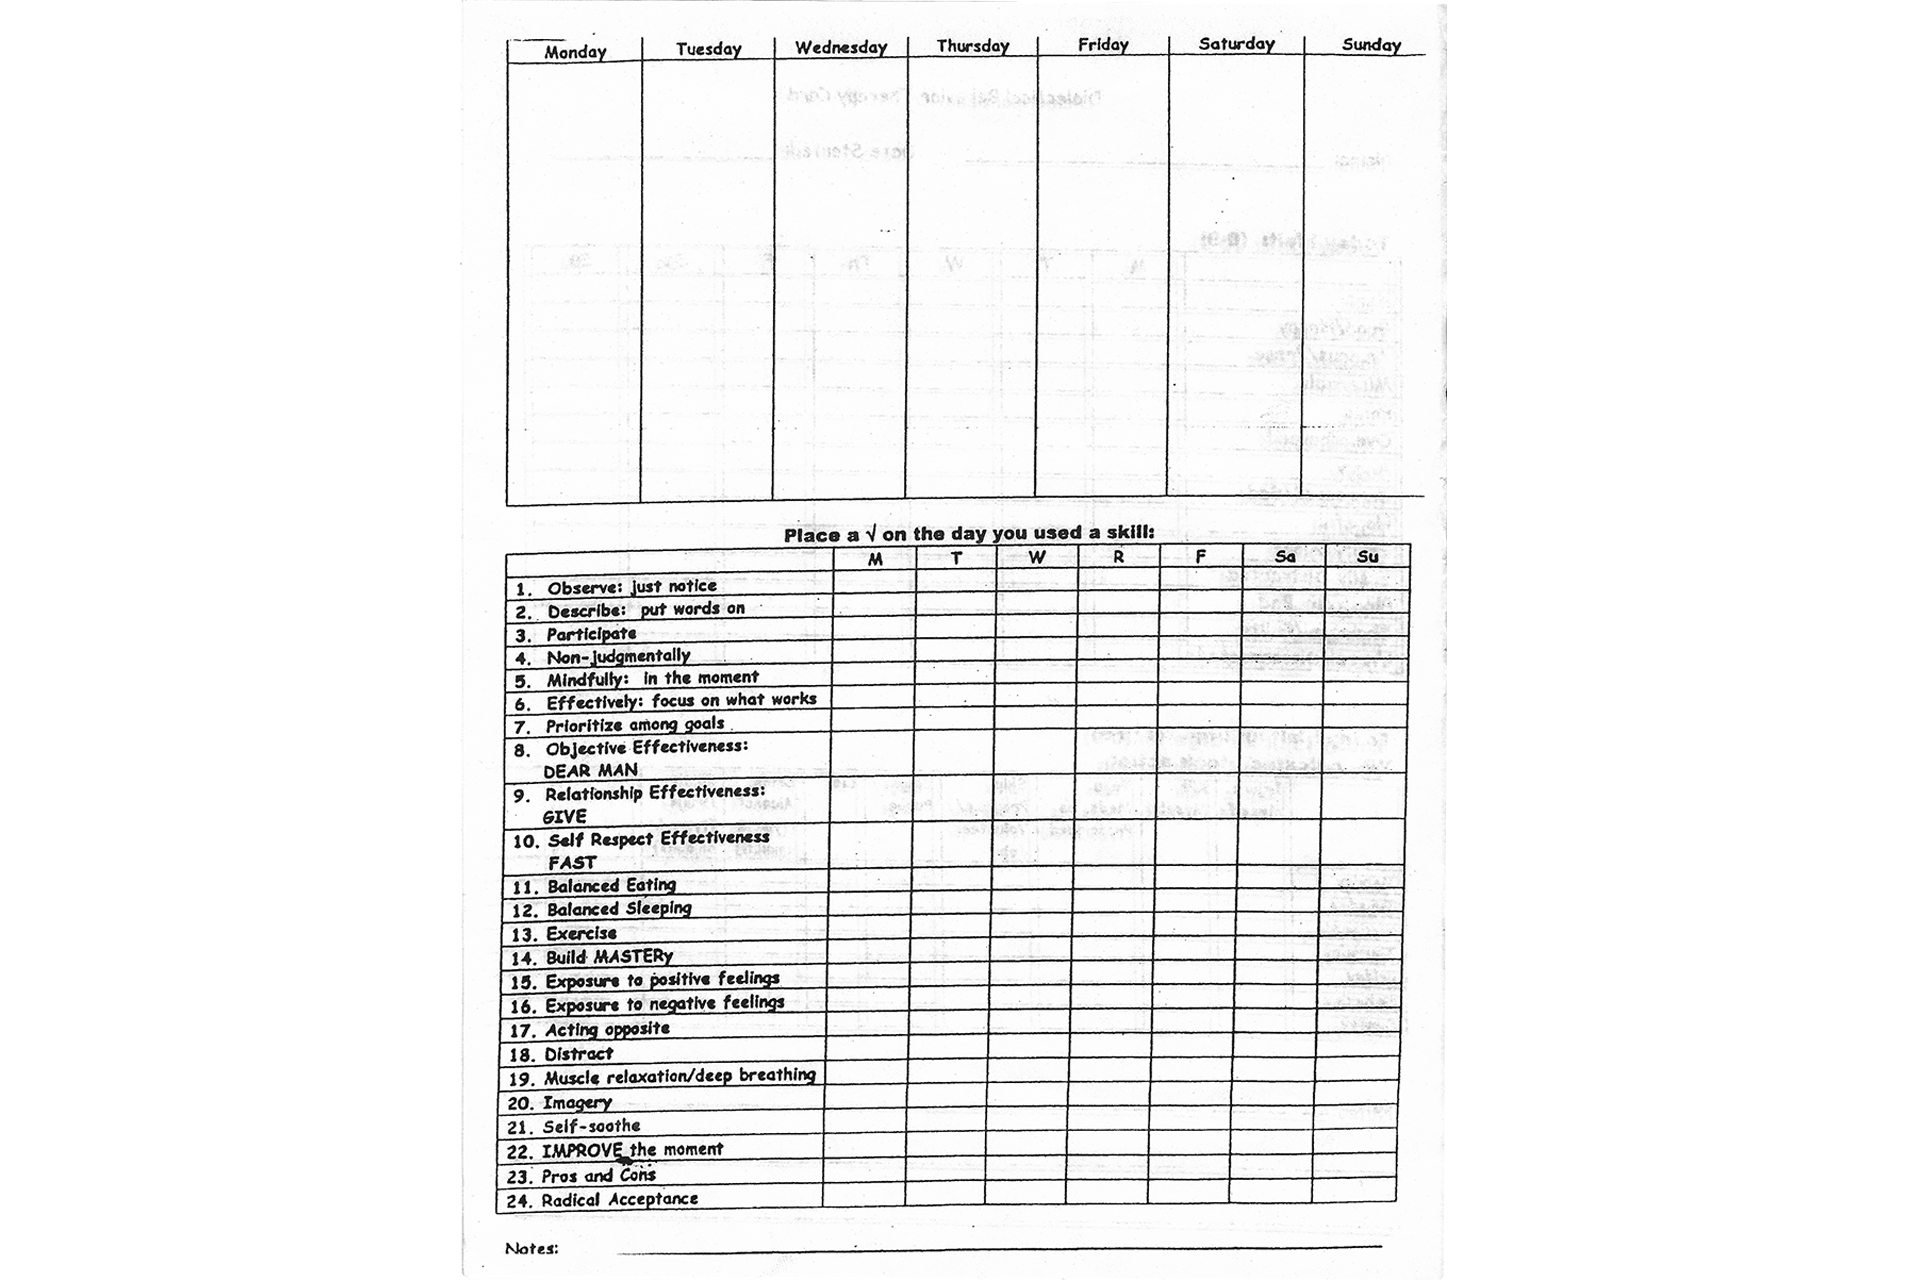 Monday Tuesday Wednesday Thursday Friday Saturday Sunday
Place a √ on the day you used a skill:
M T W R F Sa Su
1. Observe: just notice
2. Describe: put words on
3. Participate
4. Non-judgmentally
5. Mindfully: in the moment
6. Effectively: focus on what works
7. Prioritize among goals
8. Objective Effectiveness:
DEAR MAN
9. Relationship Effectiveness:
GIVE
10. Self Respect Effectiveness
FAST
11. Balanced Eating
12. Balanced Sleeping
13. Exercise
14. Build MASTERy
15. Exposure to positive feelings
16. Exposure to negative feelings
17. Acting opposite
18. Distract
19. Muscle relaxation/deep breathing
20. Imagery
21. Self-soothe
22. IMPROVE the moment
23. Pros and Cons
24. Radical Acceptance
Notes: